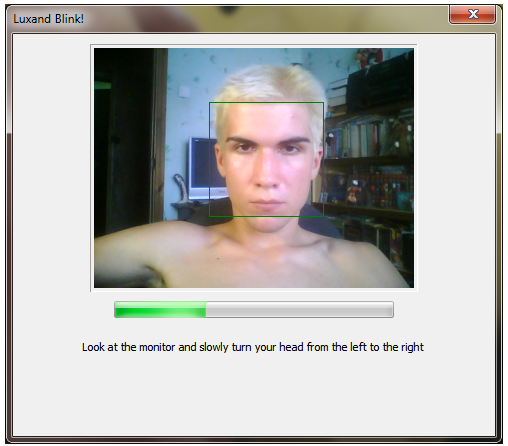 Luxand Blink!
Look at the monitor and slowly turn your head from the left to the right